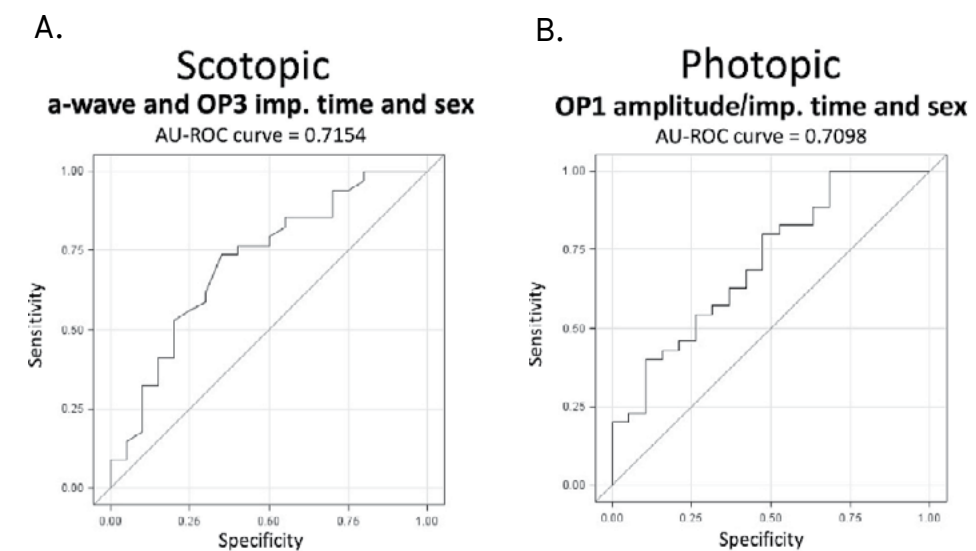 A.
Scotopic
a-wave and OP3 imp. time and sex
AU-ROC curve = 0.7154
1.00
0.75
0.50
0.25
0.00
Sensitivity
0.00 0.25 0.50 0.75 1.00
Specificity
B.
Photopic
OP1 amplitude/imp. time and sex
AU-ROC curve = 0.7098
1.00
0.75
0.50
0.25
0.00
Sensitivity
0.00 0.25 0.50 0.75 1.00
Specificity